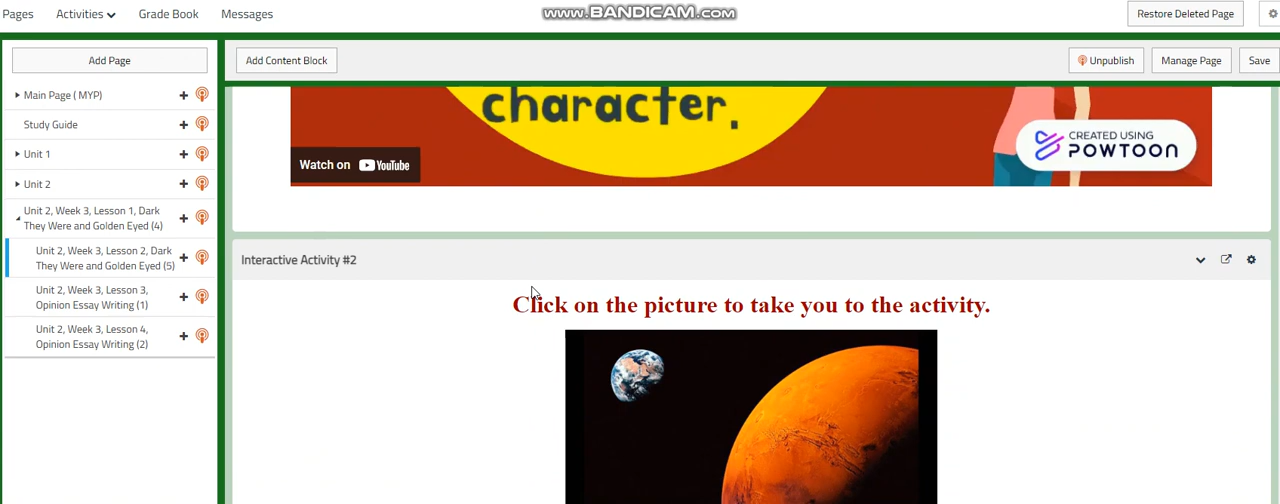 Pages Activities Grade Book Messages
WWW.BANDICAM.COM
Restore Deleted Page
Add Page
Add Content Block
Unpublish
Manage Page
Save
Main Page ( MYP)
Study Guide
Unit 1
Unit 2
Unit 2, Week 3, Lesson 1, Dark
They Were and Golden Eyed (4)
Unit 2, Week 3, Lesson 2, Dark
They Were and Golden Eyed (5)
Unit 2, Week 3, Lesson 3,
Opinion Essay Writing (1)
Unit 2, Week 3, Lesson 4,
Opinion Essay Writing (2)
character.
Watch on YouTube
CREATED USING
POWTOON
Interactive Activity #2
Click on the picture to take you to the activity.